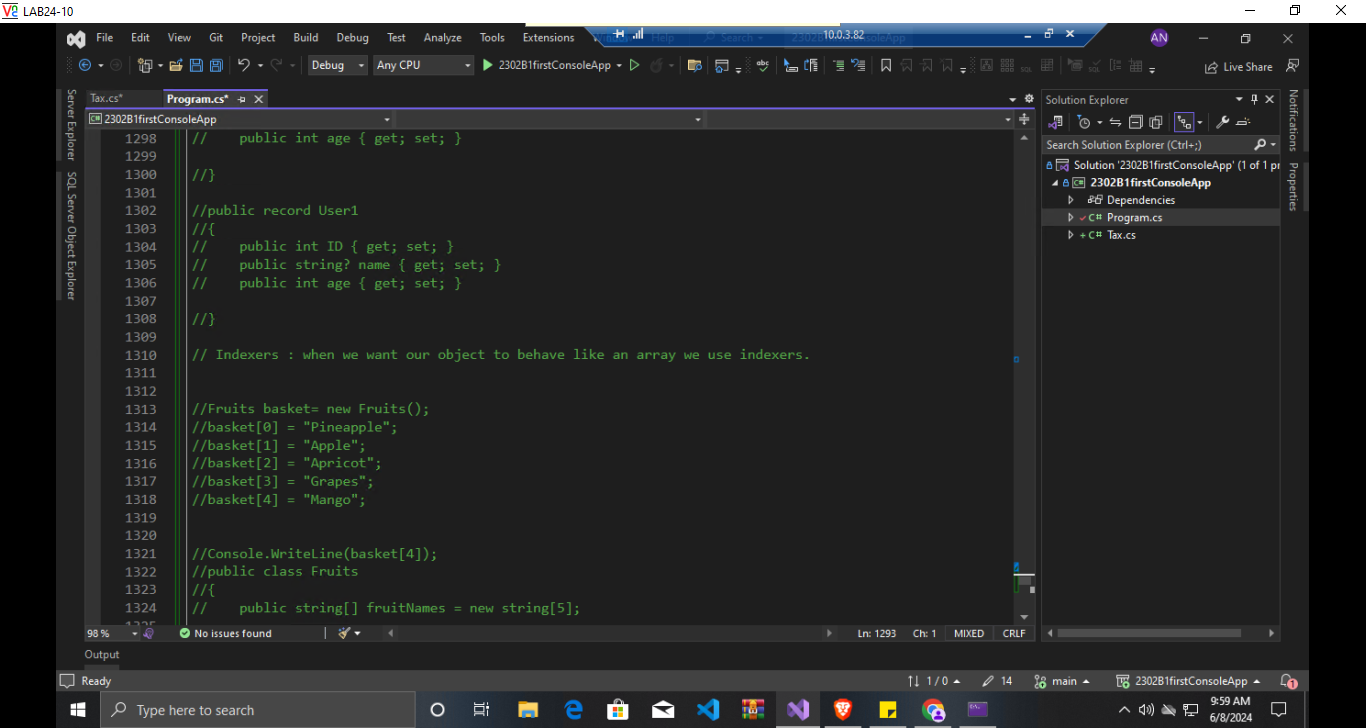 LAB24-10
File Edit View Git Project Build Debug Test Analyze Tools Extensions Help Search 10.0.3.82 AN
Debug Any CPU 2302B1firstConsoleApp Live Share
Server Explorer
SQL Server Object Explorer
Tax.cs* Program.cs*
2302B1firstConsoleApp
1298 // public int age { get; set; }
1299
1300 //}
1301
1302 //public record User1
1303 //{
1304 // public int ID { get; set; }
1305 // public string? name { get; set; }
1306 // public int age { get; set; }
1307
1308 //}
1309
1310 // Indexers : when we want our object to behave like an array we use indexers.
1311
1312
1313 //Fruits basket= new Fruits();
1314 //basket[0] = "Pineapple";
1315 //basket[1] = "Apple";
1316 //basket[2] = "Apricot";
1317 //basket[3] = "Grapes";
1318 //basket[4] = "Mango";
1319
1320
1321 //Console.WriteLine(basket[4]);
1322 //public class Fruits
1323 //{
1324 // public string[] fruitNames = new string[5];
98 % No issues found Ln: 1293 Ch: 1 MIXED CRLF
Solution Explorer
Search Solution Explorer (Ctrl+;)
Solution '2302B1firstConsoleApp' (1 of 1 pr
2302B1firstConsoleApp
Dependencies
C# Program.cs
C# Tax.cs
Notifications
Properties
Output
Ready 1 / 0 14 main 2302B1firstConsoleApp 1
Type here to search
9:59 AM
6/8/2024